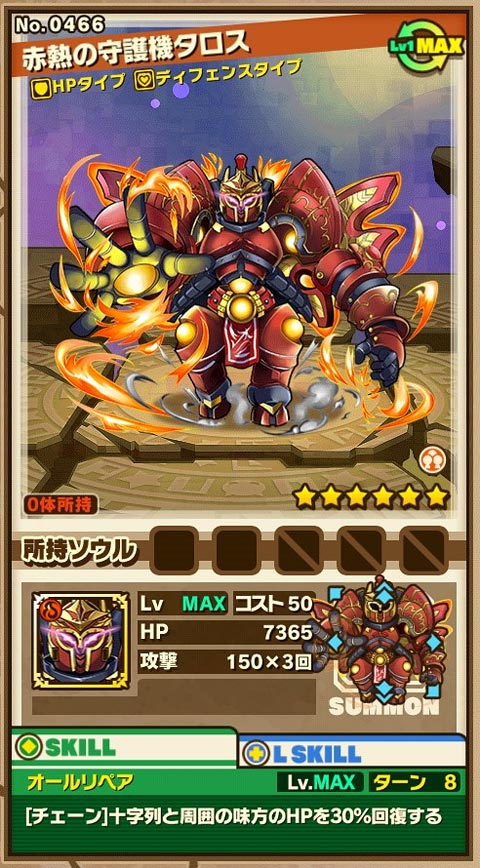 No.0466
赤熱の守護機タロス
Lv1 MAX
HPタイプ ディフェンスタイプ
0体所持
所持ソウル
Lv MAX コスト 50
HP 7365
攻撃 150×3回
SUMMON
SKILL
L SKILL
オールリペア Lv.MAX ターン 8
[チェーン]十字列と周囲の味方のHPを30%回復する